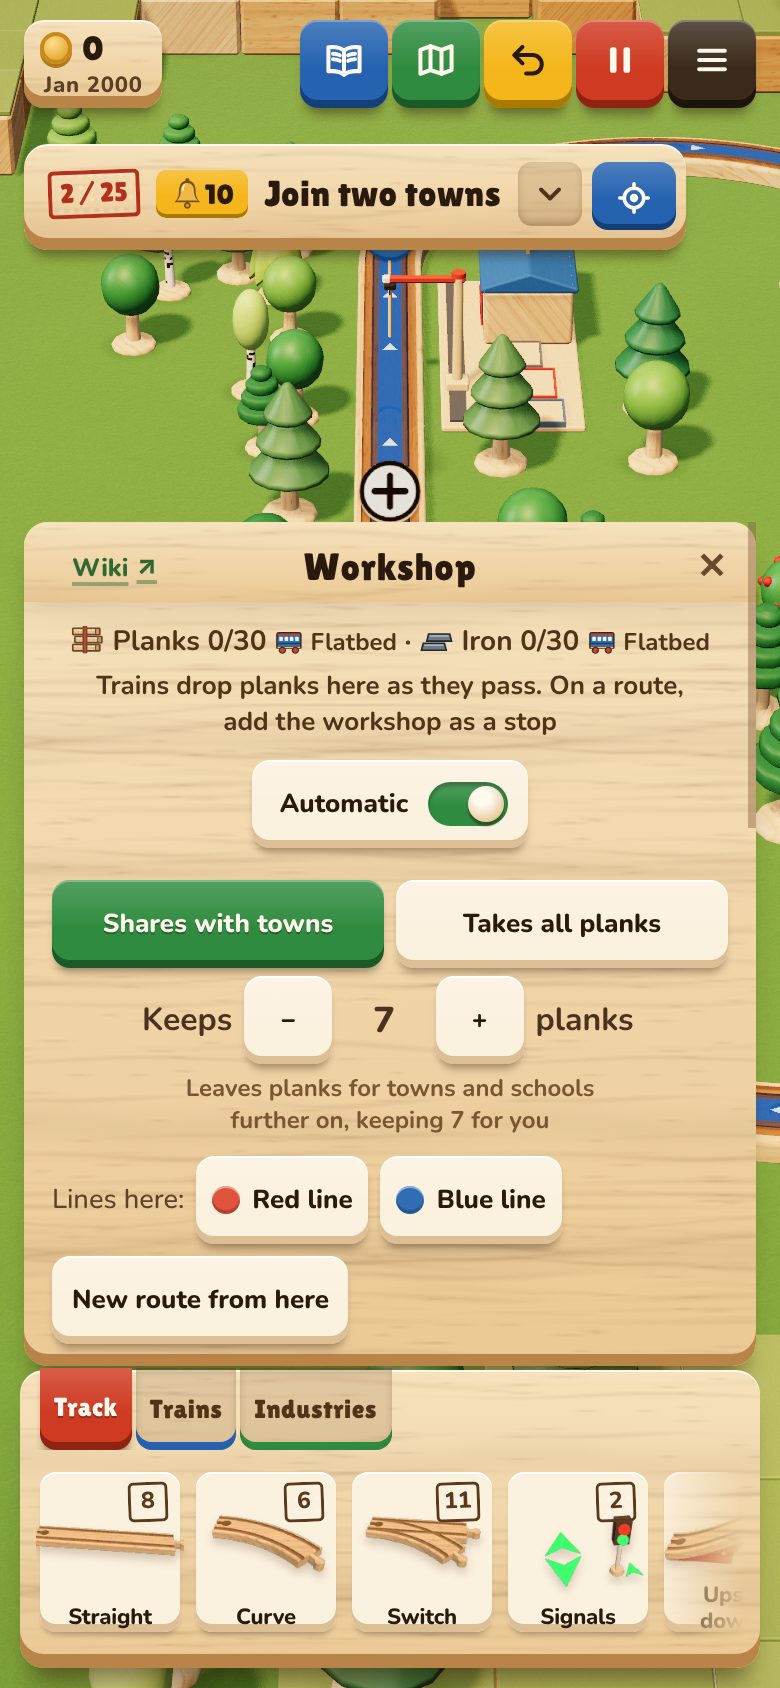 0
Jan 2000
2/25
10
Join two towns
Wiki
Workshop
Planks 0/30 Flatbed · Iron 0/30 Flatbed
Trains drop planks here as they pass. On a route,
add the workshop as a stop
Automatic
Shares with towns
Takes all planks
Keeps - 7 + planks
Leaves planks for towns and schools
further on, keeping 7 for you
Lines here: Red line Blue line
New route from here
Track
Trains
Industries
8
6
11
2
Straight
Curve
Switch
Signals